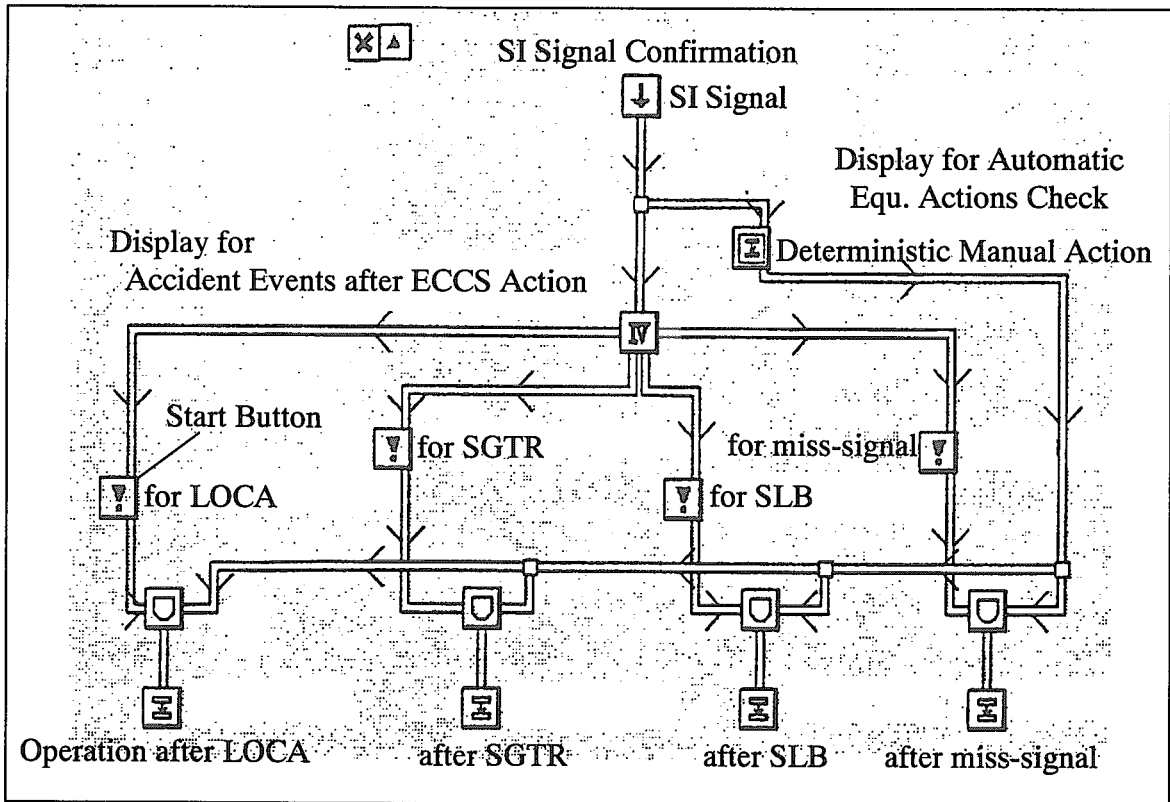 SI Signal Confirmation
SI Signal
Display for Automatic
Equ. Actions Check
Deterministic Manual Action
Display for
Accident Events after ECCS Action
IV
Start Button
for SGTR
for miss-signal
for LOCA
for SLB
Operation after LOCA
after SGTR
after SLB
after miss-signal